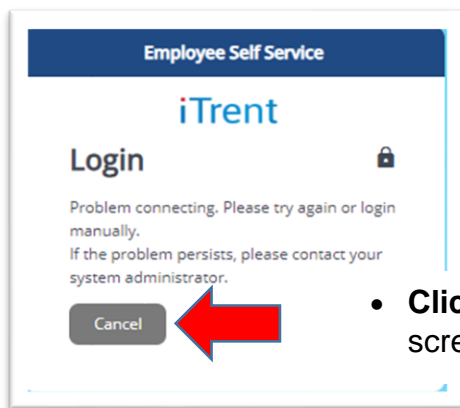 Employee Self Service
iTrent
Login
Problem connecting. Please try again or login
manually.
If the problem persists, please contact your
system administrator.
Cancel